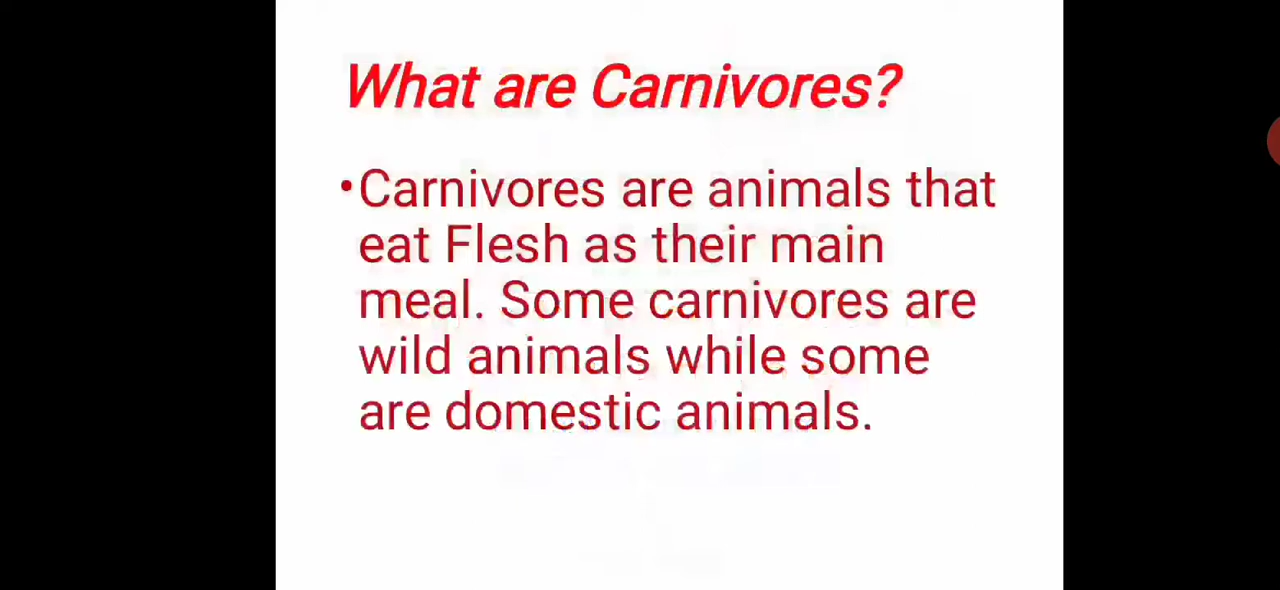 What are Carnivores?
•Carnivores are animals that
eat Flesh as their main
meal. Some carnivores are
wild animals while some
are domestic animals.